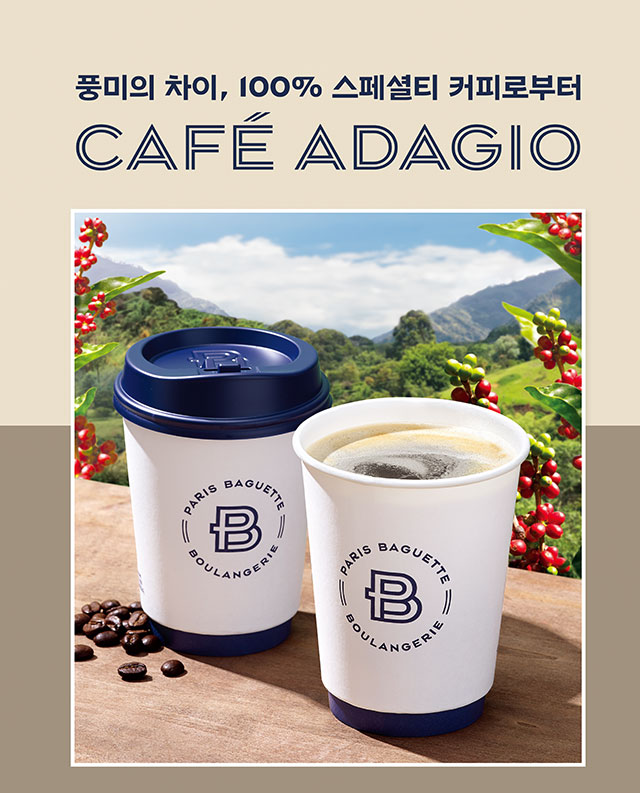 풍미의 차이, 100% 스페셜티 커피로부터
CAFÉ ADAGIO
PARIS BAGUETTE
B
BOULANGERIE
PARIS BAGUETTE
B
BOULANGERIE